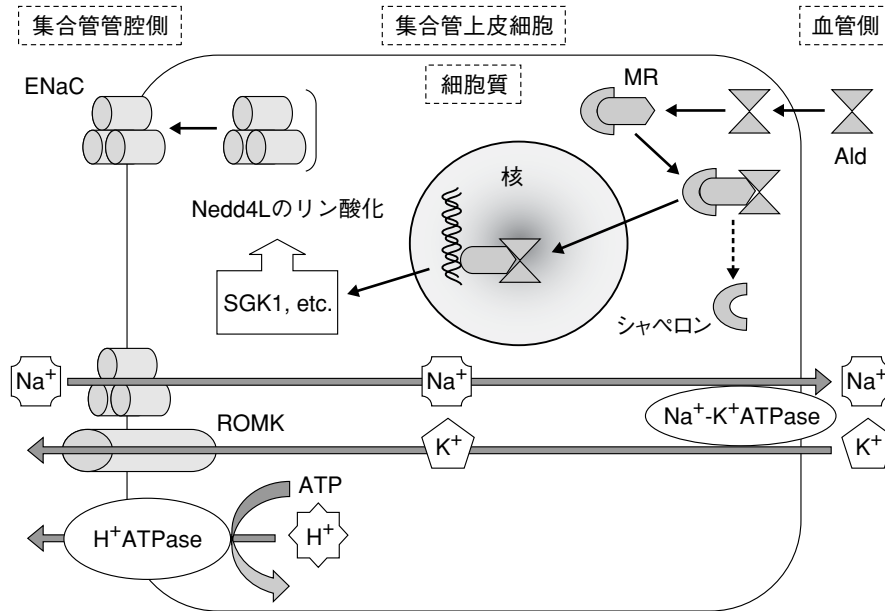 集合管管腔側
集合管上皮細胞
血管側
細胞質
ENaC
MR
Ald
核
Nedd4Lのリン酸化
SGK1, etc.
シャペロン
Na+
Na+
Na+
Na+-K+ATPase
ROMK
K+
K+
ATP
H+ATPase
H+